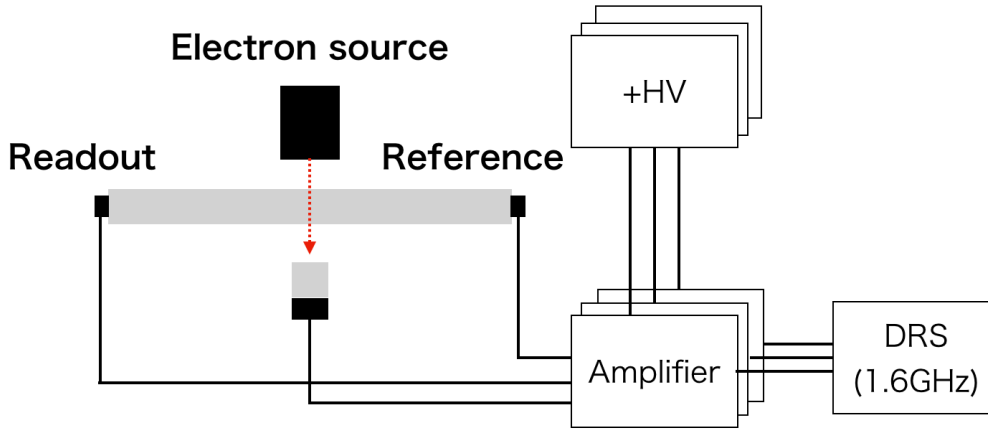 Electron source
+HV
Readout
Reference
Amplifier
DRS
(1.6GHz)